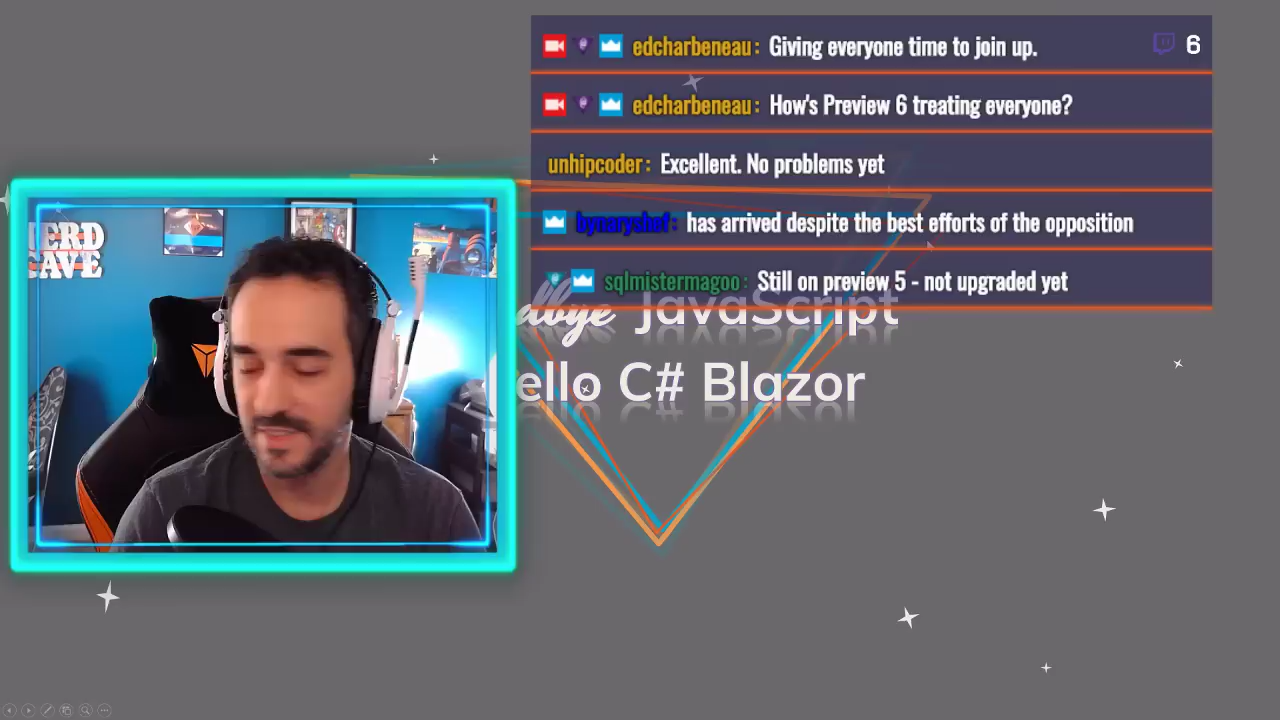 edcharbeneau: Giving everyone time to join up.
6
edcharbeneau: How's Preview 6 treating everyone?
unhipcoder: Excellent. No problems yet
bynaryshef: has arrived despite the best efforts of the opposition
sqlmistermagoo: Still on preview 5 - not upgraded yet
NERD
CAVE
JavaScript
ello C# Blazor